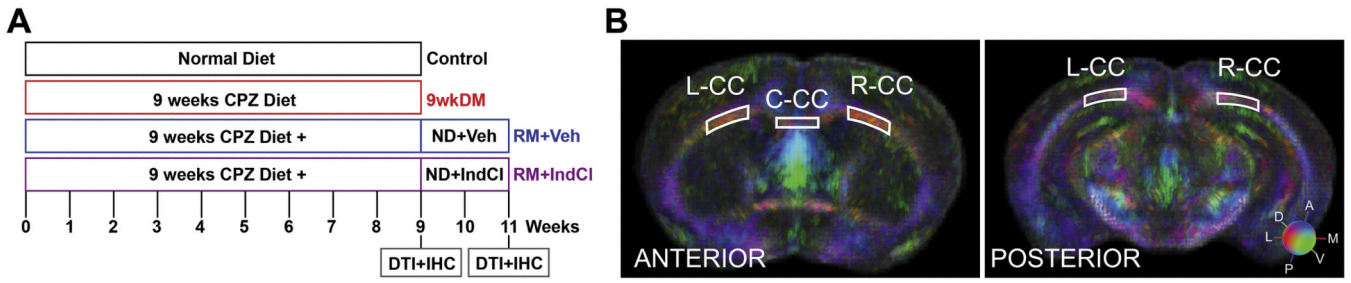 A
Normal Diet Control
9 weeks CPZ Diet 9wkDM
9 weeks CPZ Diet + ND+Veh RM+Veh
9 weeks CPZ Diet + ND+IndCl RM+IndCl
0 1 2 3 4 5 6 7 8 9 10 11 Weeks
DTI+IHC DTI+IHC
B
L-CC C-CC R-CC
ANTERIOR
L-CC R-CC
POSTERIOR
A
D
L M
P V